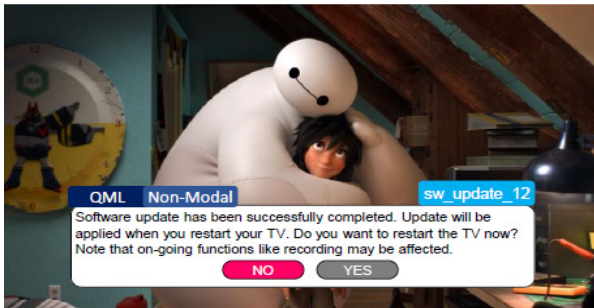 QML Non-Modal sw_update_12
Software update has been successfully completed. Update will be
applied when you restart your TV. Do you want to restart the TV now?
Note that on-going functions like recording may be affected.
NO YES